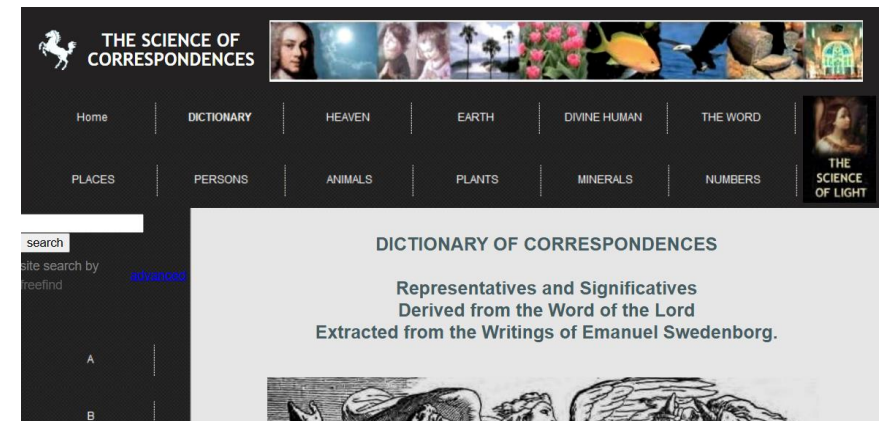 THE SCIENCE OF
CORRESPONDENCES
Home
DICTIONARY
HEAVEN
EARTH
DIVINE HUMAN
THE WORD
THE
SCIENCE
OF LIGHT
PLACES
PERSONS
ANIMALS
PLANTS
MINERALS
NUMBERS
search
site search by
freefind
advanced
A
B
DICTIONARY OF CORRESPONDENCES
Representatives and Significatives
Derived from the Word of the Lord
Extracted from the Writings of Emanuel Swedenborg.